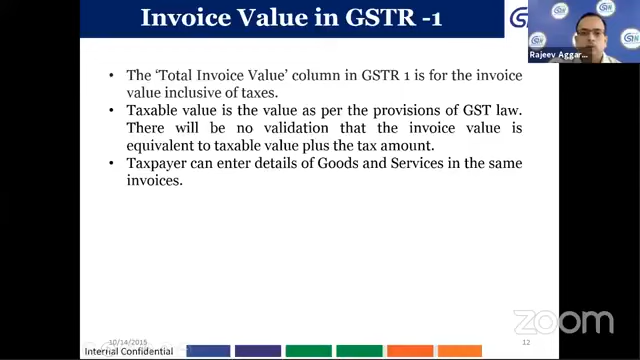 Invoice Value in GSTR -1
Rajeev Aggar...
• The ‘Total Invoice Value’ column in GSTR 1 is for the invoice
value inclusive of taxes.
• Taxable value is the value as per the provisions of GST law.
There will be no validation that the invoice value is
equivalent to taxable value plus the tax amount.
• Taxpayer can enter details of Goods and Services in the same
invoices.
10/14/2015
12
Internal Confidential
zoom